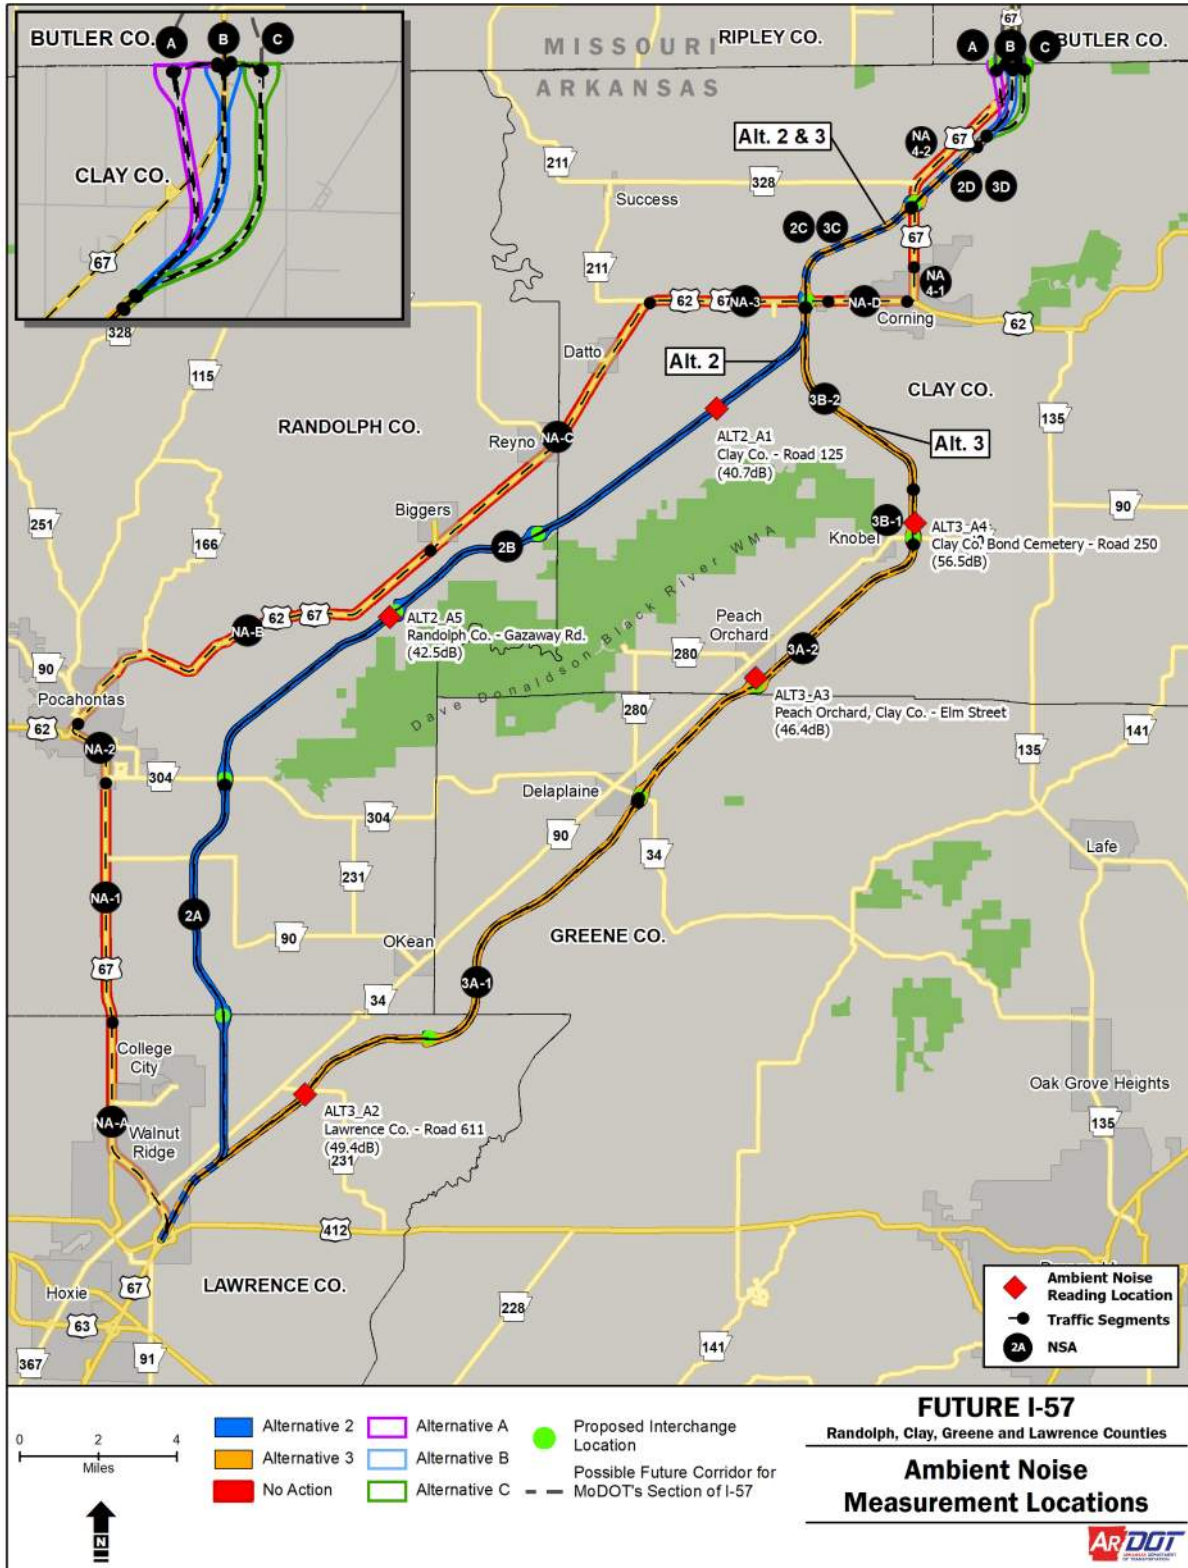 BUTLER CO.
A
B
C
CLAY CO.
67
MISSOURI
ARKANSAS
RIPLEY CO.
67
A
B
C
BUTLER CO.
Alt. 2 & 3
67
NA
4-2
211
328
Success
2D
3D
2C
3C
67
211
NA
4-1
62
67
NA-3
NA-D
Corning
62
328
Datto
115
Alt. 2
CLAY CO.
RANDOLPH CO.
3B-2
135
Reyno
NA-C
ALT2_A1
Clay Co. - Road 125
(40.7dB)
Alt. 3
Biggers
90
251
166
3B-1
Knobel
ALT3_A4
Clay Co. Bond Cemetery - Road 250
(56.5dB)
2B
Dave Donaldson Black River WMA
ALT2_A5
Randolph Co. - Gazaway Rd.
(42.5dB)
62
67
NA-B
Peach
Orchard
280
3A-2
90
Pocahontas
ALT3_A3
Peach Orchard, Clay Co. - Elm Street
(46.4dB)
62
280
141
NA-2
135
304
Delaplaine
304
90
34
Lafe
231
NA-1
2A
90
GREENE CO.
OKean
67
3A-1
34
College
City
Oak Grove Heights
ALT3_A2
Lawrence Co. - Road 611
(49.4dB)
NA-A
Walnut
Ridge
135
231
412
67
LAWRENCE CO.
Hoxie
63
228
367
91
141
Ambient Noise
Reading Location
Traffic Segments
2A
NSA
0 2 4
Miles
N
Alternative 2
Alternative 3
No Action
Alternative A
Alternative B
Alternative C
Proposed Interchange
Location
Possible Future Corridor for
MoDOT's Section of I-57
FUTURE I-57
Randolph, Clay, Greene and Lawrence Counties
Ambient Noise
Measurement Locations
ARDOT
ARKANSAS DEPARTMENT
OF TRANSPORTATION